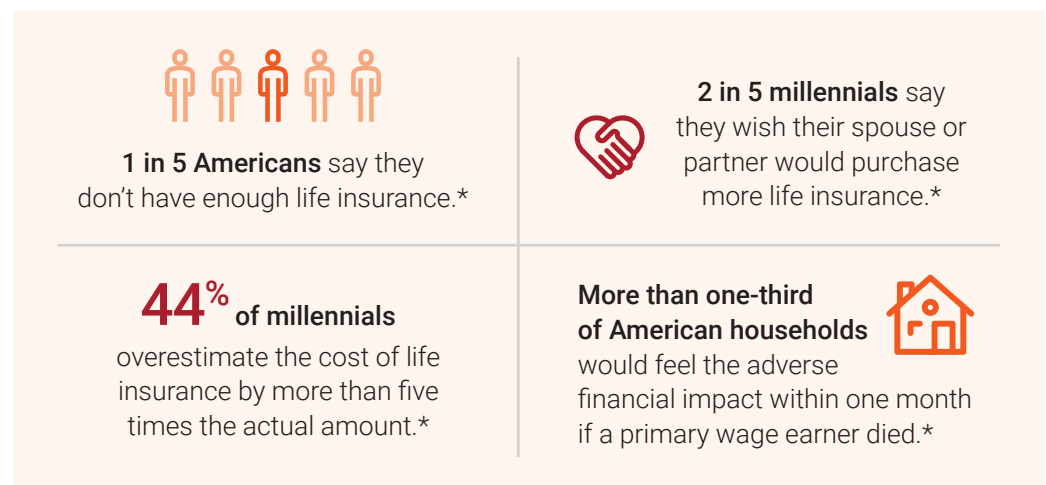 1 in 5 Americans say they
don’t have enough life insurance.*
2 in 5 millennials say
they wish their spouse or
partner would purchase
more life insurance.*
44% of millennials
overestimate the cost of life
insurance by more than five
times the actual amount.*
More than one-third
of American households
would feel the adverse
financial impact within one month
if a primary wage earner died.*